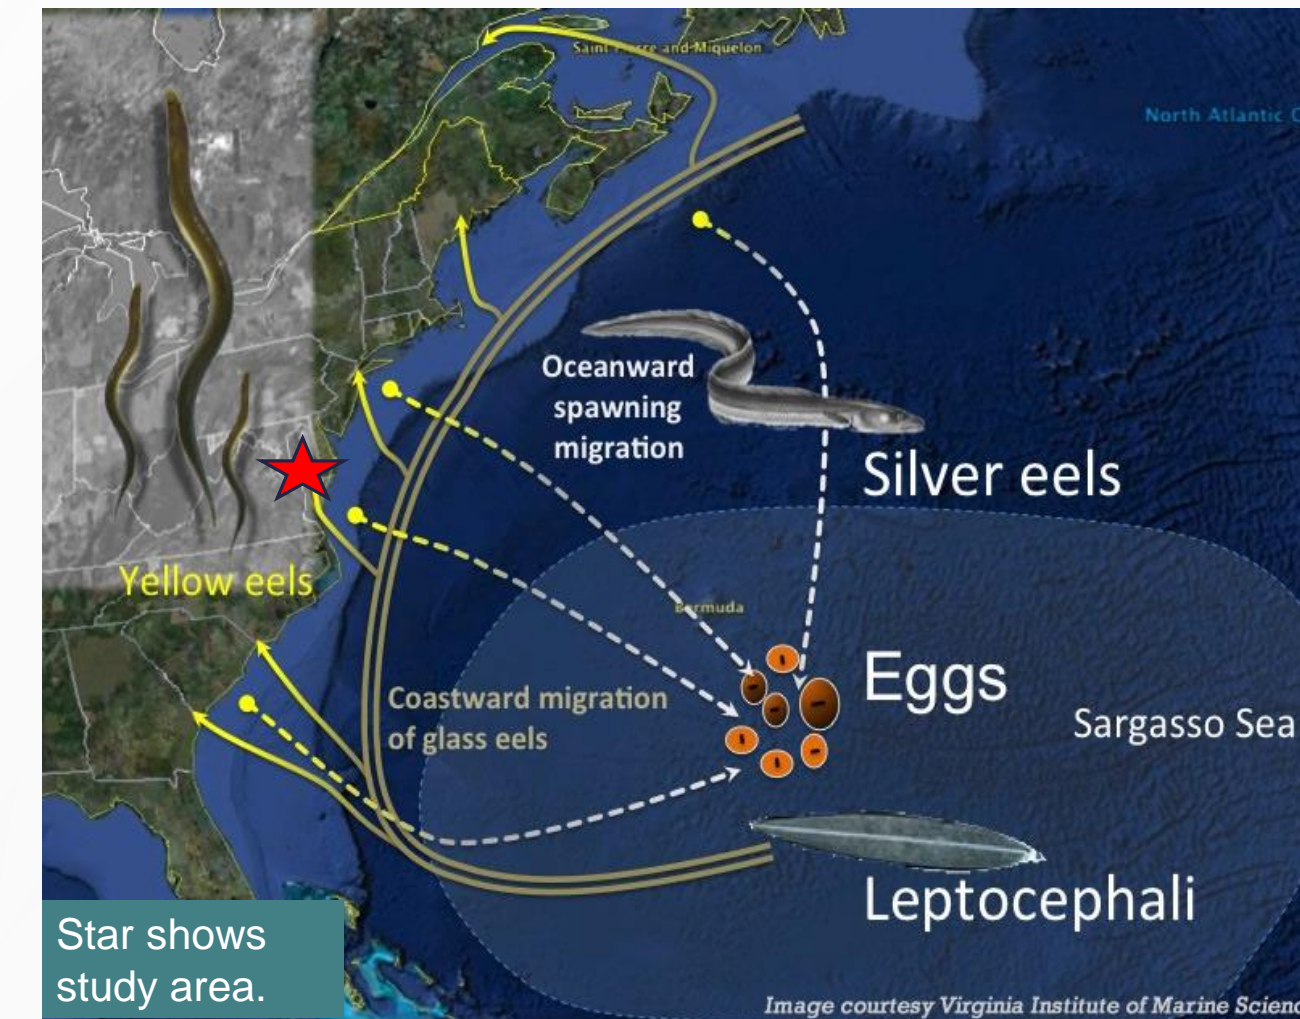 Saint Pierre and Miquelon
North Atlantic O
Oceanward
spawning
migration
Silver eels
Yellow eels
Bermuda
Eggs
Coastward migration
of glass eels
Sargasso Sea
Leptocephali
Star shows
study area.
Image courtesy Virginia Institute of Marine Scienc